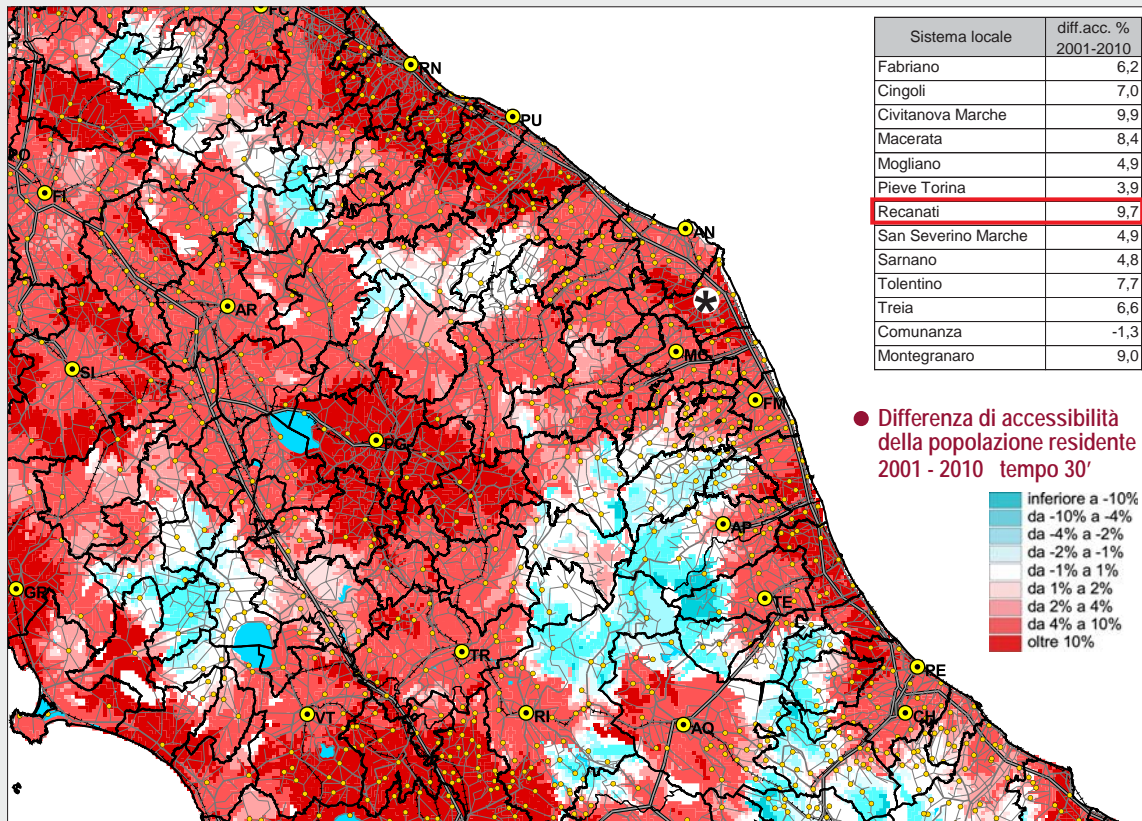 FC
RN
PU
AN
FI
AR
SI
MC
FM
PG
AP
GR
TE
TR
PE
VT
RI
AQ
CH
Sistema locale diff.acc. % 2001-2010
Fabriano 6,2
Cingoli 7,0
Civitanova Marche 9,9
Macerata 8,4
Mogliano 4,9
Pieve Torina 3,9
Recanati 9,7
San Severino Marche 4,9
Sarnano 4,8
Tolentino 7,7
Treia 6,6
Comunanza -1,3
Montegranaro 9,0
Differenza di accessibilità
della popolazione residente
2001 - 2010 tempo 30'
inferiore a -10%
da -10% a -4%
da -4% a -2%
da -2% a -1%
da -1% a 1%
da 1% a 2%
da 2% a 4%
da 4% a 10%
oltre 10%